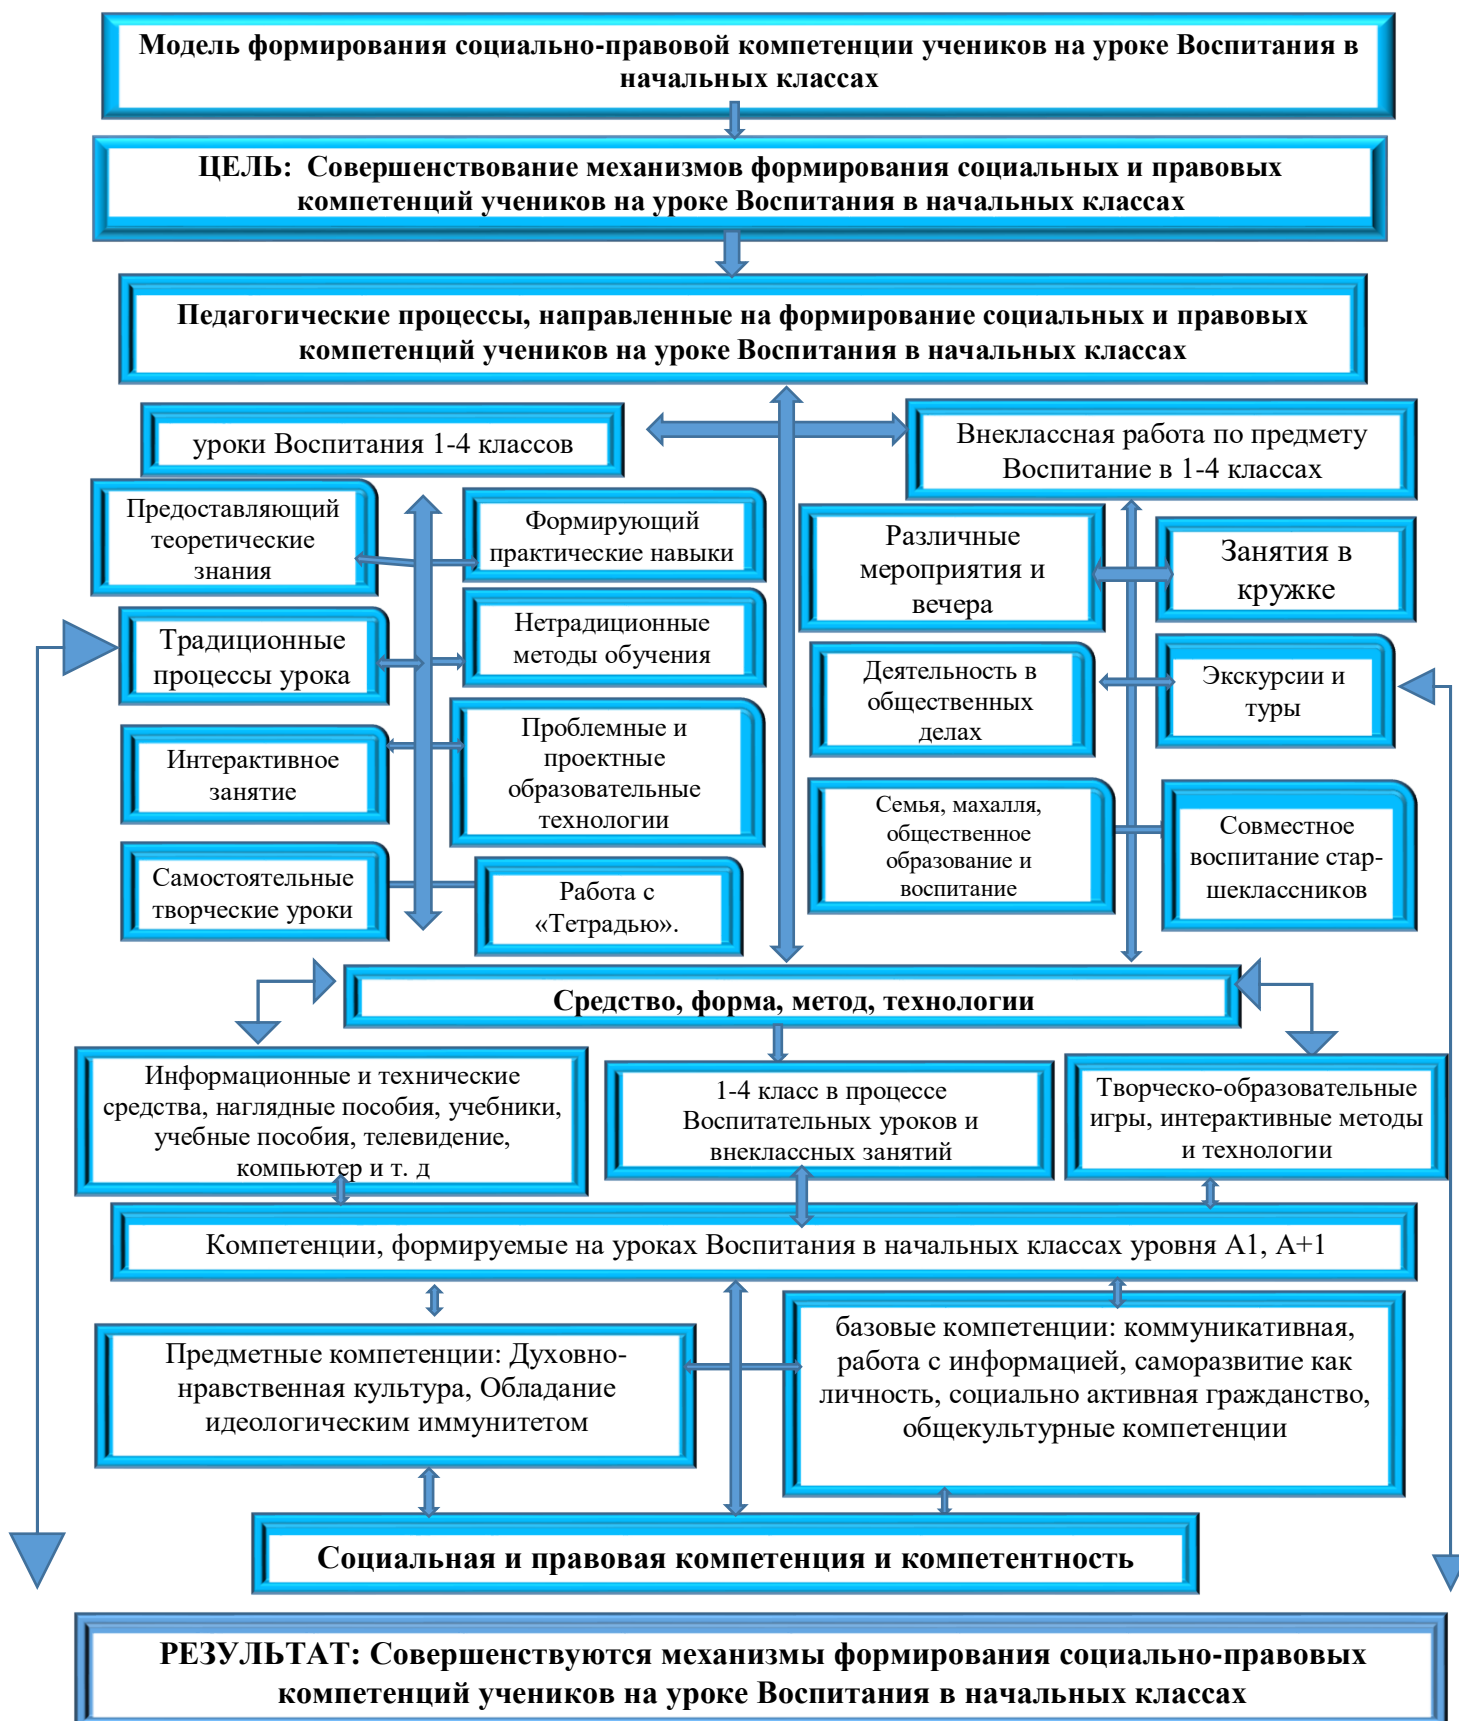 Модель формирования социально-правовой компетенции учеников на уроке Воспитания в
начальных классах
ЦЕЛЬ: Совершенствование механизмов формирования социальных и правовых
компетенций учеников на уроке Воспитания в начальных классах
Педагогические процессы, направленные на формирование социальных и правовых
компетенций учеников на уроке Воспитания в начальных классах
уроки Воспитания 1-4 классов
Внеклассная работа по предмету
Воспитание в 1-4 классах
Предоставляющий
теоретические
знания
Формирующий
практические навыки
Различные
мероприятия и
вечера
Занятия в
кружке
Традиционные
процессы урока
Нетрадиционные
методы обучения
Деятельность в
общественных
делах
Экскурсии и
туры
Интерактивное
занятие
Проблемные и
проектные
образовательные
технологии
Семья, махалля,
общественное
образование и
воспитание
Совместное
воспитание стар-
шеклассников
Самостоятельные
творческие уроки
Работа с
«Тетрадью».
Средство, форма, метод, технологии
Информационные и технические
средства, наглядные пособия, учебники,
учебные пособия, телевидение,
компьютер и т. д
1-4 класс в процессе
Воспитательных уроков и
внеклассных занятий
Творческо-образовательные
игры, интерактивные методы
и технологии
Компетенции, формируемые на уроках Воспитания в начальных классах уровня А1, А+1
Предметные компетенции: Духовно-
нравственная культура, Обладание
идеологическим иммунитетом
базовые компетенции: коммуникативная,
работа с информацией, саморазвитие как
личность, социально активная гражданство,
общекультурные компетенции
Социальная и правовая компетенция и компетентность
РЕЗУЛЬТАТ: Совершенствуются механизмы формирования социально-правовых
компетенций учеников на уроке Воспитания в начальных классах